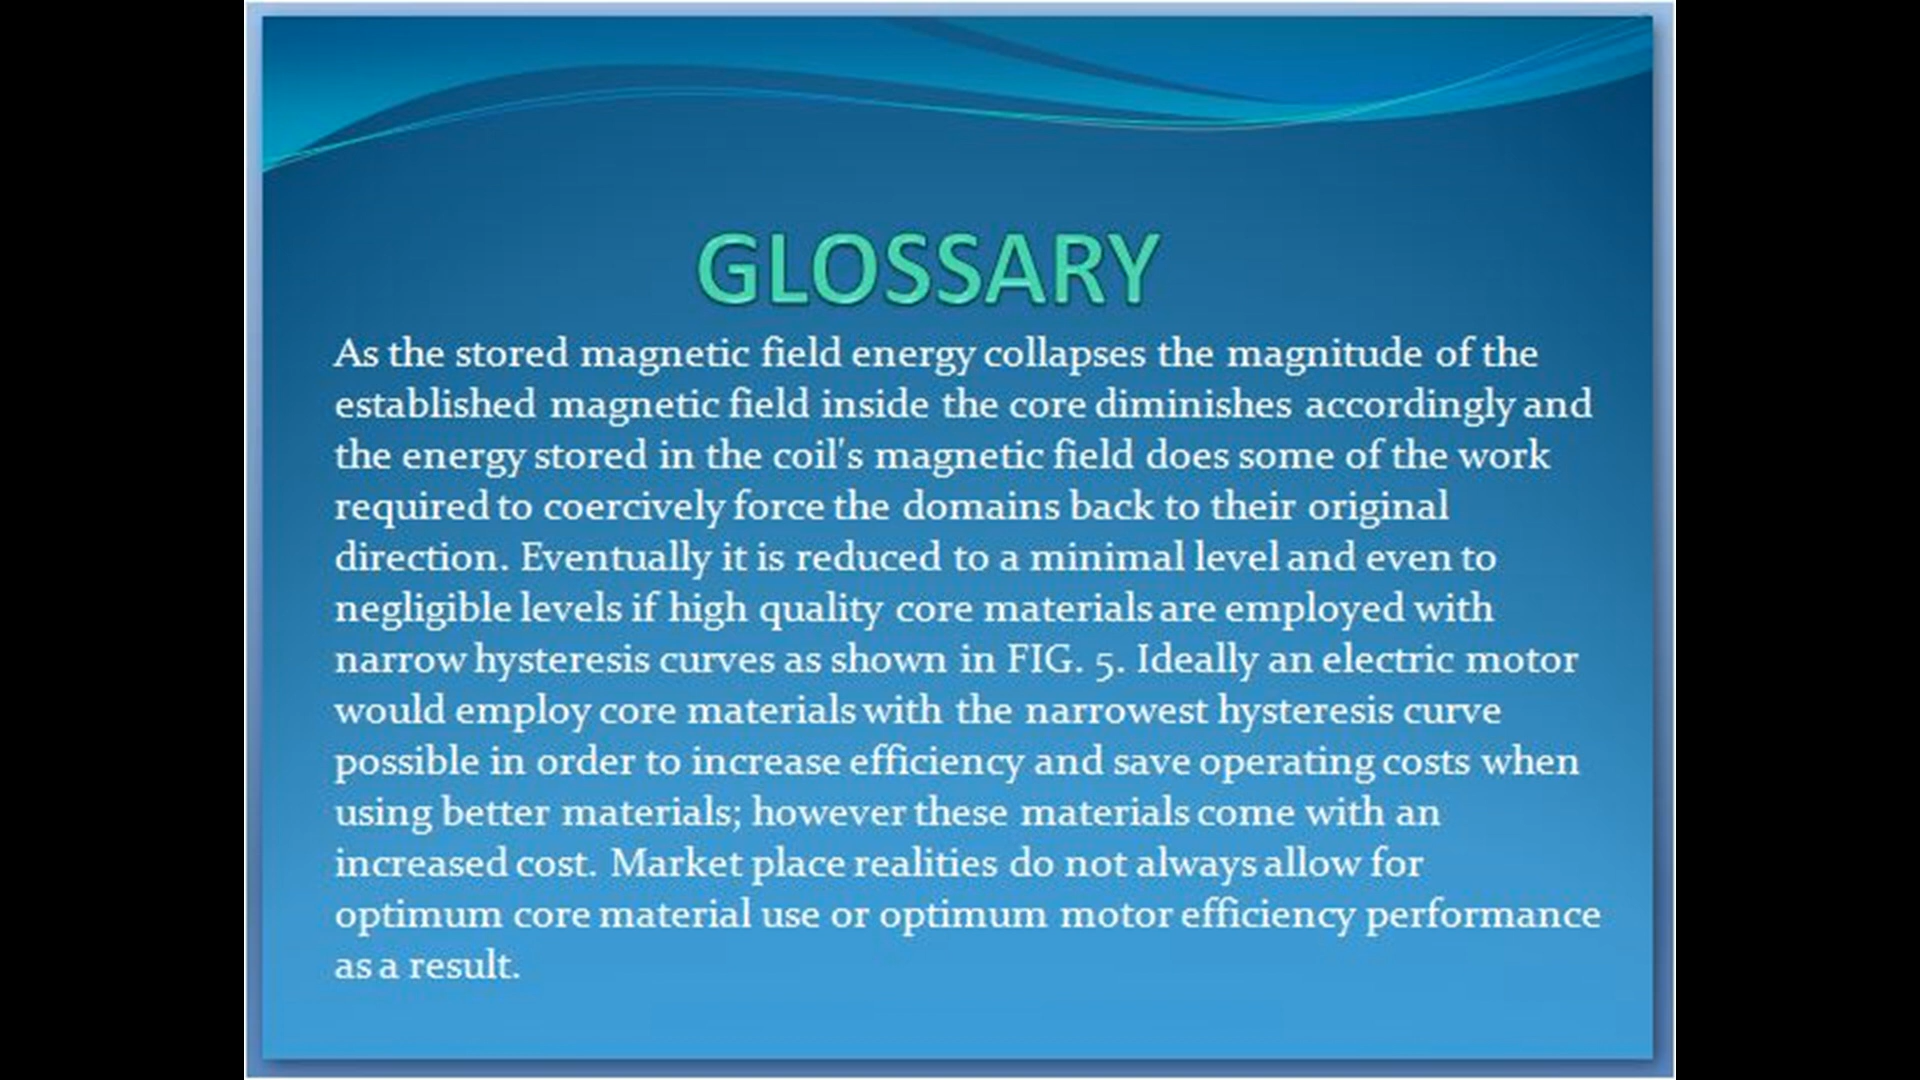 GLOSSARY
As the stored magnetic field energy collapses the magnitude of the
established magnetic field inside the core diminishes accordingly and
the energy stored in the coil's magnetic field does some of the work
required to coercively force the domains back to their original
direction. Eventually it is reduced to a minimal level and even to
negligible levels if high quality core materials are employed with
narrow hysteresis curves as shown in FIG. 5. Ideally an electric motor
would employ core materials with the narrowest hysteresis curve
possible in order to increase efficiency and save operating costs when
using better materials; however these materials come with an
increased cost. Market place realities do not always allow for
optimum core material use or optimum motor efficiency performance
as a result.